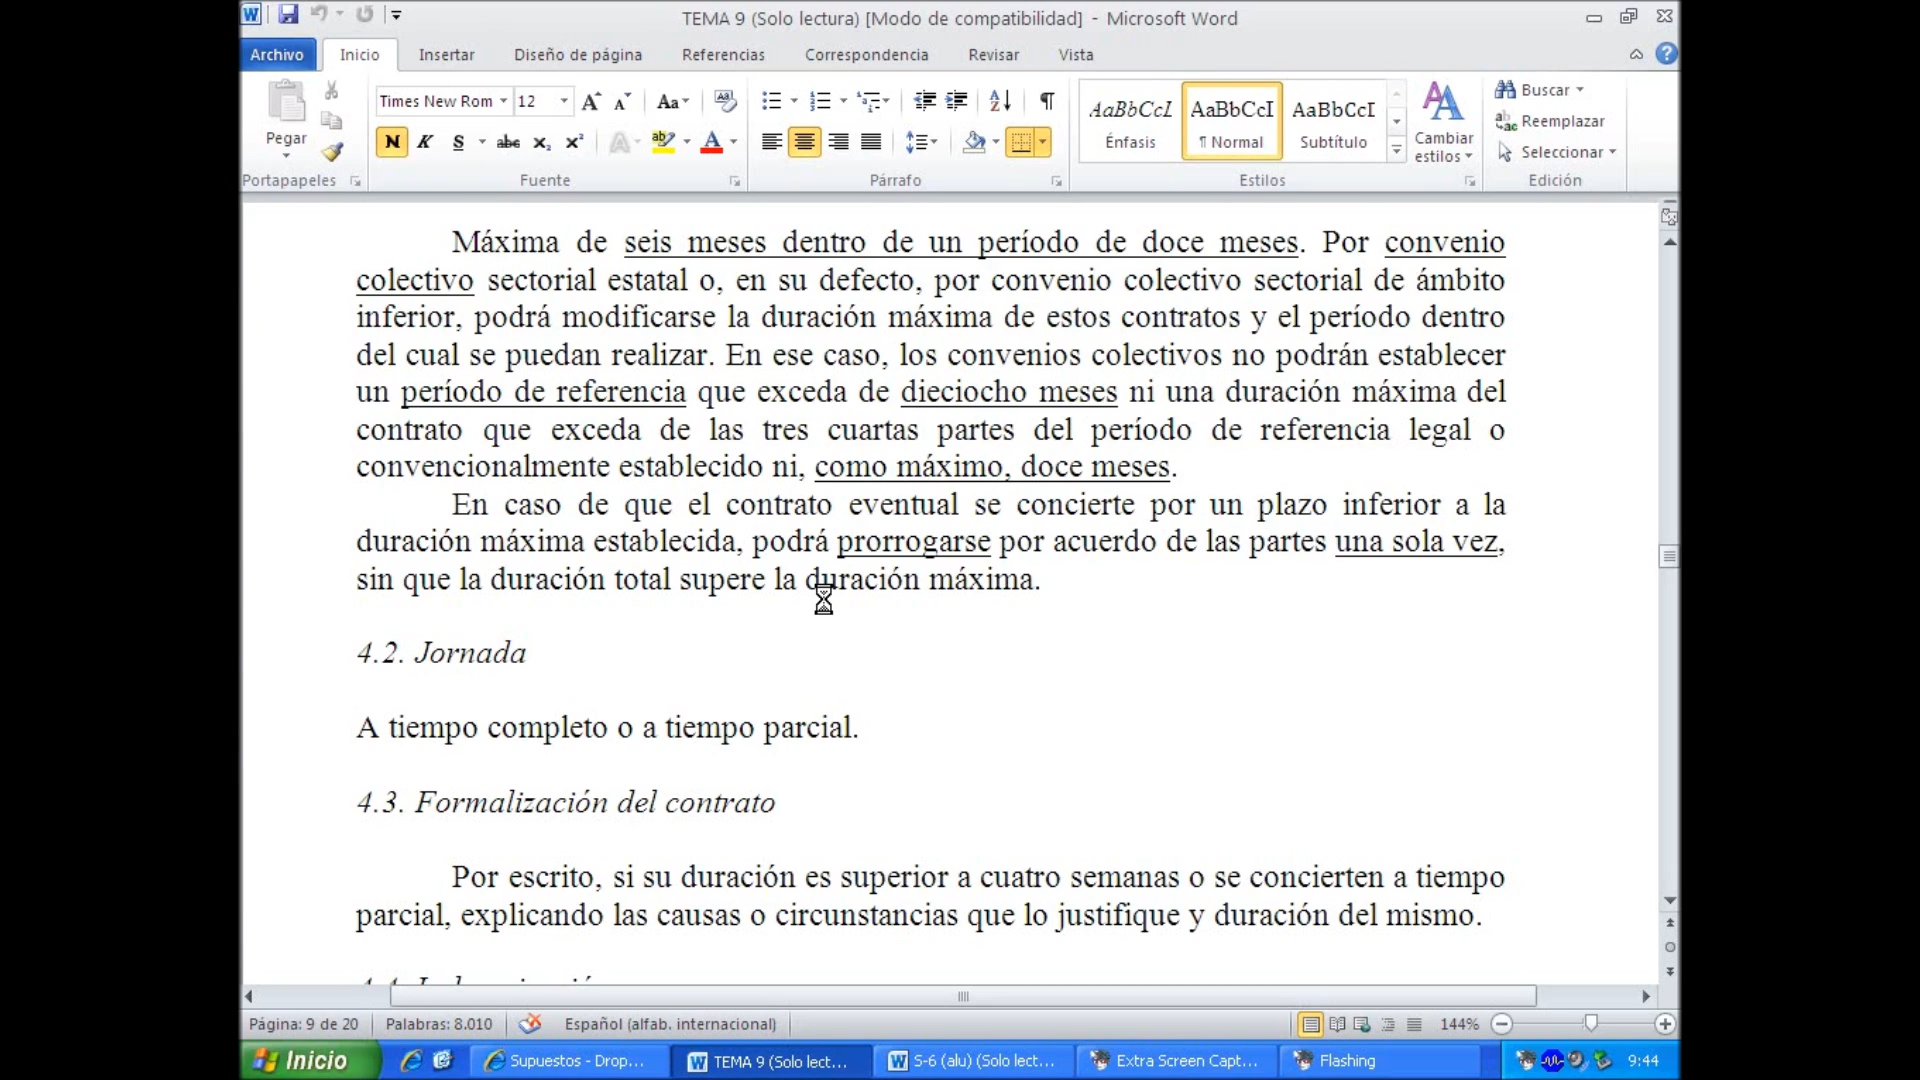 TEMA 9 (Solo lectura) [Modo de compatibilidad] - Microsoft Word
Archivo Inicio Insertar Diseño de página Referencias Correspondencia Revisar Vista
Times New Rom 12 Aa
Pegar
N K S abc x₂ x²
AaBbCcI AaBbCcI AaBbCcI
Énfasis ¶ Normal Subtítulo
Cambiar estilos
Buscar
Reemplazar
Seleccionar
Portapapeles Fuente Párrafo Estilos Edición
Máxima de seis meses dentro de un período de doce meses. Por convenio
colectivo sectorial estatal o, en su defecto, por convenio colectivo sectorial de ámbito
inferior, podrá modificarse la duración máxima de estos contratos y el período dentro
del cual se puedan realizar. En ese caso, los convenios colectivos no podrán establecer
un período de referencia que exceda de dieciocho meses ni una duración máxima del
contrato que exceda de las tres cuartas partes del período de referencia legal o
convencionalmente establecido ni, como máximo, doce meses.
En caso de que el contrato eventual se concierte por un plazo inferior a la
duración máxima establecida, podrá prorrogarse por acuerdo de las partes una sola vez,
sin que la duración total supere la duración máxima.
4.2. Jornada
A tiempo completo o a tiempo parcial.
4.3. Formalización del contrato
Por escrito, si su duración es superior a cuatro semanas o se concierten a tiempo
parcial, explicando las causas o circunstancias que lo justifique y duración del mismo.
Página: 9 de 20 Palabras: 8.010 Español (alfab. internacional) 144%
Inicio Supuestos - Drop... TEMA 9 (Solo lect... S-6 (alu) (Solo lect... Extra Screen Capt... Flashing 9:44